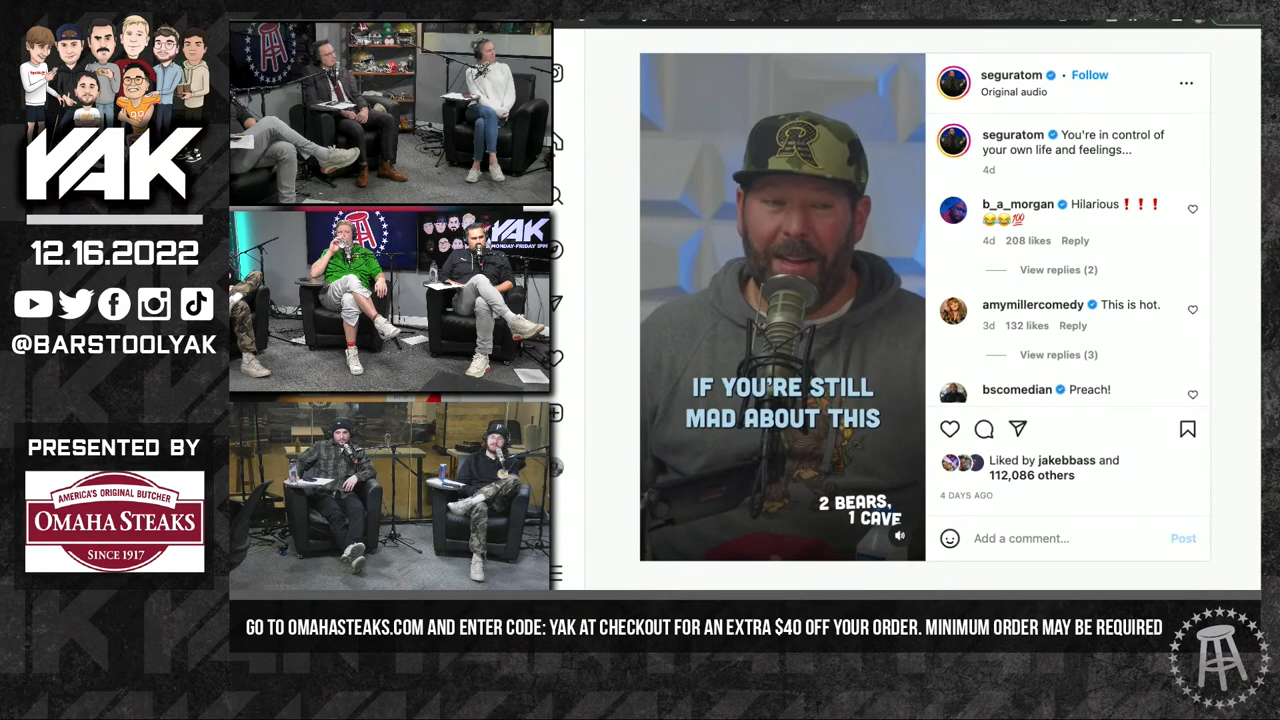 YAK
12.16.2022
@BARSTOOLYAK
PRESENTED BY
AMERICA'S ORIGINAL BUTCHER
OMAHA STEAKS
SINCE 1917
YAK
MONDAY-FRIDAY 1PM
IF YOU'RE STILL
MAD ABOUT THIS
2 BEARS,
1 CAVE
seguratom • Follow
Original audio
seguratom You're in control of
your own life and feelings...
4d
b_a_morgan Hilarious❗❗❗
😂😂💯
4d 208 likes Reply
View replies (2)
amymillercomedy This is hot.
3d 132 likes Reply
View replies (3)
bscomedian Preach!
Liked by jakebbass and
112,086 others
4 DAYS AGO
Add a comment... Post
GO TO OMAHASTEAKS.COM AND ENTER CODE: YAK AT CHECKOUT FOR AN EXTRA $40 OFF YOUR ORDER. MINIMUM ORDER MAY BE REQUIRED